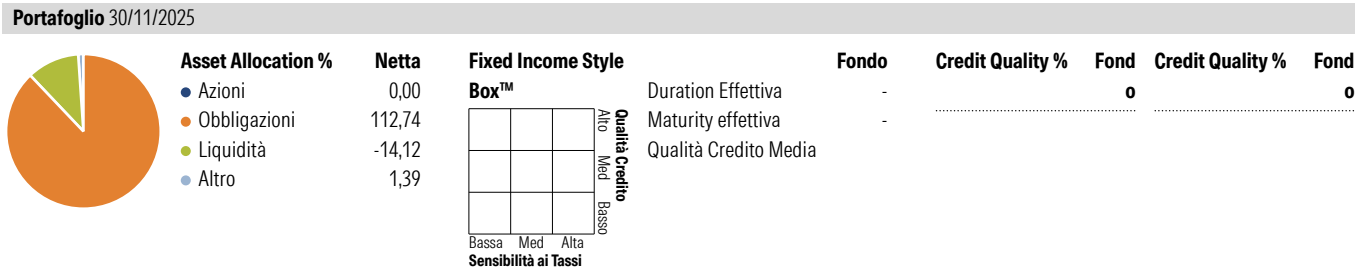 Portafoglio 30/11/2025
Asset Allocation % Netta
Azioni 0,00
Obbligazioni 112,74
Liquidità -14,12
Altro 1,39
Fixed Income Style
Box™
Alto Med Basso
Qualità Credito
Bassa Med Alta
Sensibilità ai Tassi
Fondo
Duration Effettiva -
Maturity effettiva -
Qualità Credito Media
Credit Quality % Fond
o
Credit Quality % Fond
o